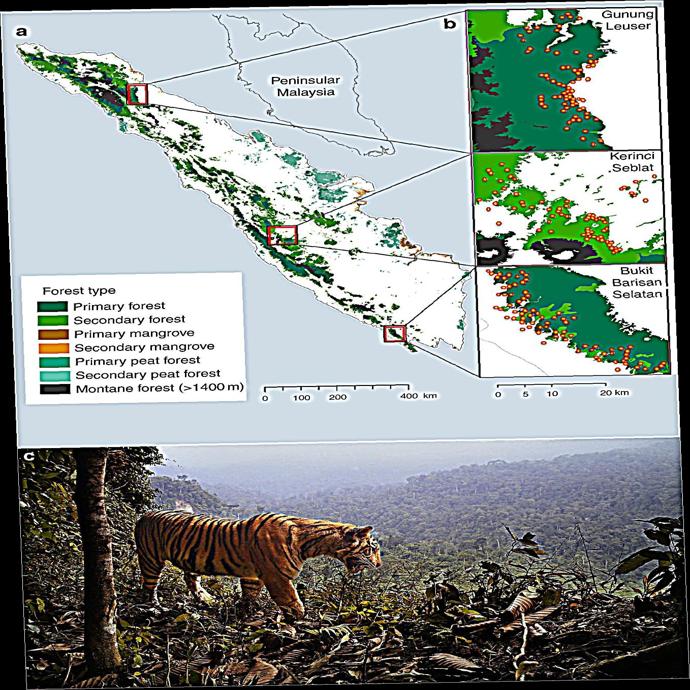 a
Peninsular
Malaysia
b
Gunung
Leuser
Kerinci
Seblat
Bukit
Barisan
Selatan
Forest type
Primary forest
Secondary forest
Primary mangrove
Secondary mangrove
Primary peat forest
Secondary peat forest
Montane forest (>1400 m)
0 100 200 400 km
0 5 10 20 km
c